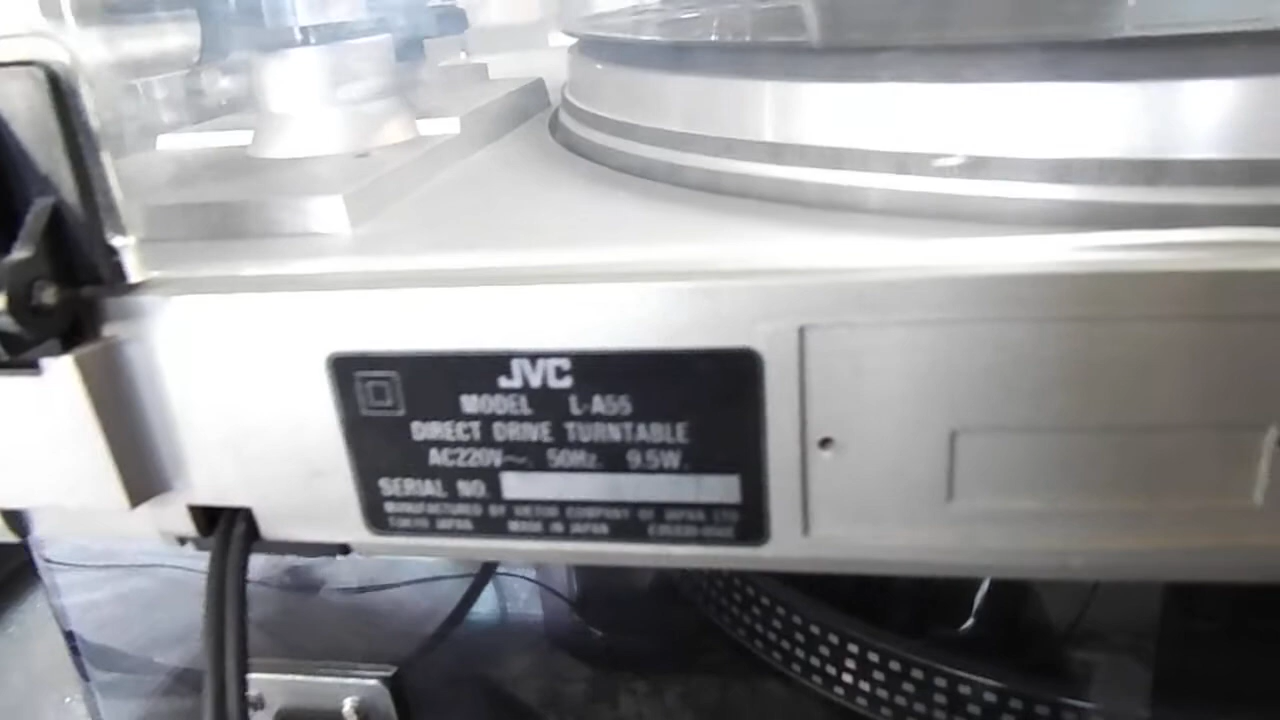 JVC
MODEL L-A55
DIRECT DRIVE TURNTABLE
AC220V~. 50Hz. 9.5W.
SERIAL NO.
MANUFACTURED BY VICTOR COMPANY OF JAPAN, LTD
TOKYO JAPAN MADE IN JAPAN